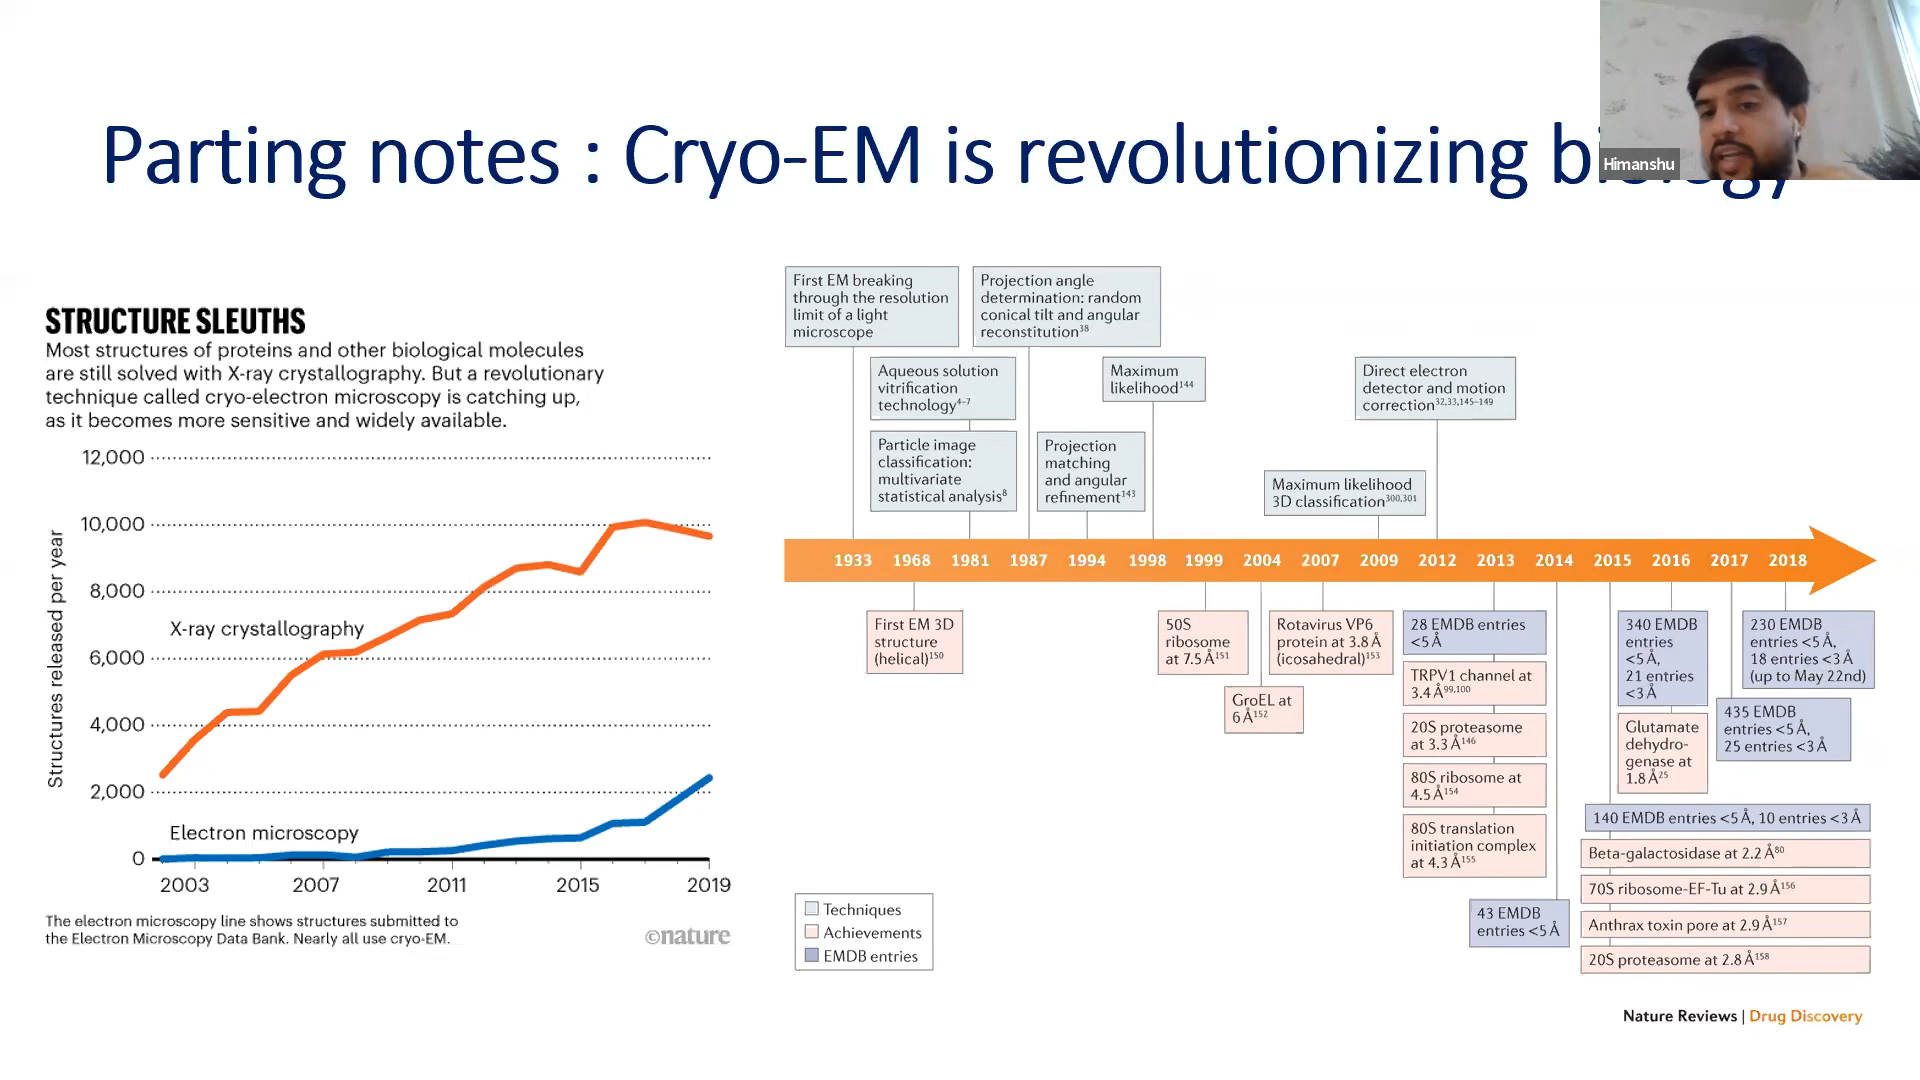 Parting notes : Cryo-EM is revolutionizing biology
Himanshu
STRUCTURE SLEUTHS
Most structures of proteins and other biological molecules
are still solved with X-ray crystallography. But a revolutionary
technique called cryo-electron microscopy is catching up,
as it becomes more sensitive and widely available.
12,000
10,000
8,000
6,000
4,000
2,000
0
Structures released per year
X-ray crystallography
Electron microscopy
2003 2007 2011 2015 2019
The electron microscopy line shows structures submitted to
the Electron Microscopy Data Bank. Nearly all use cryo-EM.
©nature
First EM breaking
through the resolution
limit of a light
microscope
Projection angle
determination: random
conical tilt and angular
reconstitution38
Aqueous solution
vitrification
technology4–7
Maximum
likelihood144
Direct electron
detector and motion
correction32,33,145–149
Particle image
classification:
multivariate
statistical analysis8
Projection
matching
and angular
refinement143
Maximum likelihood
3D classification300,301
1933 1968 1981 1987 1994 1998 1999 2004 2007 2009 2012 2013 2014 2015 2016 2017 2018
First EM 3D
structure
(helical)150
50S
ribosome
at 7.5 Å151
GroEL at
6 Å152
Rotavirus VP6
protein at 3.8 Å
(icosahedral)153
28 EMDB entries
<5 Å
TRPV1 channel at
3.4 Å99,100
20S proteasome
at 3.3 Å146
80S ribosome at
4.5 Å154
80S translation
initiation complex
at 4.3 Å155
43 EMDB
entries <5 Å
340 EMDB
entries
<5 Å,
21 entries
<3 Å
Glutamate
dehydro-
genase at
1.8 Å25
230 EMDB
entries <5 Å,
18 entries <3 Å
(up to May 22nd)
435 EMDB
entries <5 Å,
25 entries <3 Å
140 EMDB entries <5 Å, 10 entries <3 Å
Beta-galactosidase at 2.2 Å80
70S ribosome-EF-Tu at 2.9 Å156
Anthrax toxin pore at 2.9 Å157
20S proteasome at 2.8 Å158
Techniques
Achievements
EMDB entries
Nature Reviews | Drug Discovery